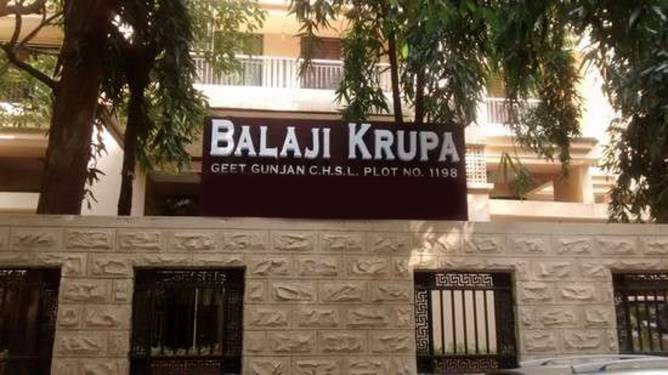 BALAJI KRUPA
GEET GUNJAN C.H.S.L. PLOT NO. 1198